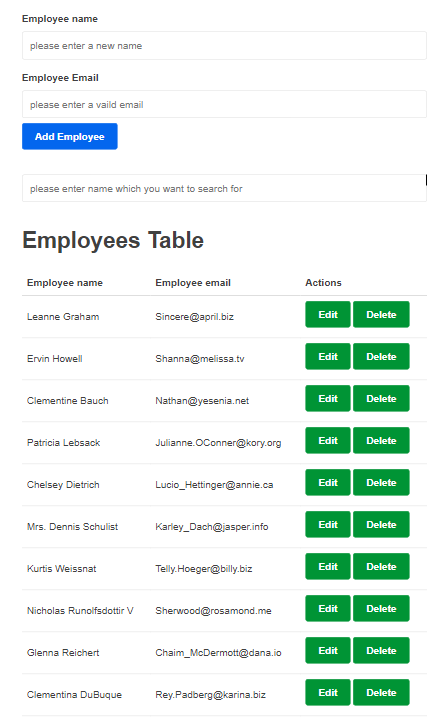 Employee name
please enter a new name
Employee Email
please enter a vaild email
Add Employee
please enter name which you want to search for
Employees Table
Employee name Employee email Actions
Leanne Graham Sincere@april.biz Edit Delete
Ervin Howell Shanna@melissa.tv Edit Delete
Clementine Bauch Nathan@yesenia.net Edit Delete
Patricia Lebsack Julianne.OConner@kory.org Edit Delete
Chelsey Dietrich Lucio_Hettinger@annie.ca Edit Delete
Mrs. Dennis Schulist Karley_Dach@jasper.info Edit Delete
Kurtis Weissnat Telly.Hoeger@billy.biz Edit Delete
Nicholas Runolfsdottir V Sherwood@rosamond.me Edit Delete
Glenna Reichert Chaim_McDermott@dana.io Edit Delete
Clementina DuBuque Rey.Padberg@karina.biz Edit Delete